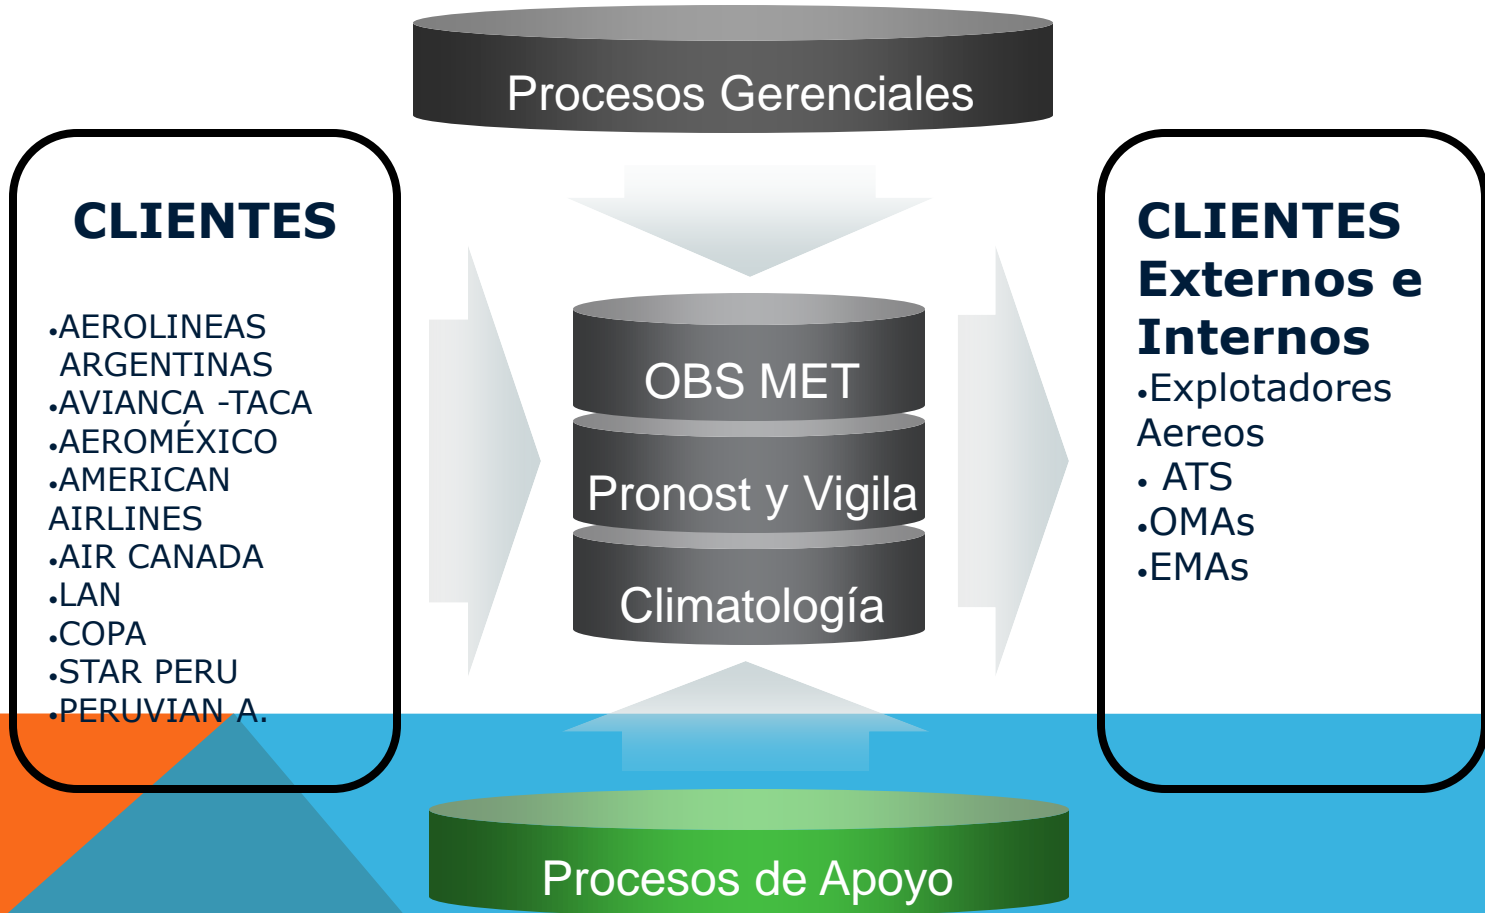 Procesos Gerenciales
CLIENTES
•AEROLINEAS
ARGENTINAS
•AVIANCA -TACA
•AEROMÉXICO
•AMERICAN
AIRLINES
•AIR CANADA
•LAN
•COPA
•STAR PERU
•PERUVIAN A.
OBS MET
Pronost y Vigila
Climatología
CLIENTES
Externos e
Internos
•Explotadores
Aereos
• ATS
•OMAs
•EMAs
Procesos de Apoyo